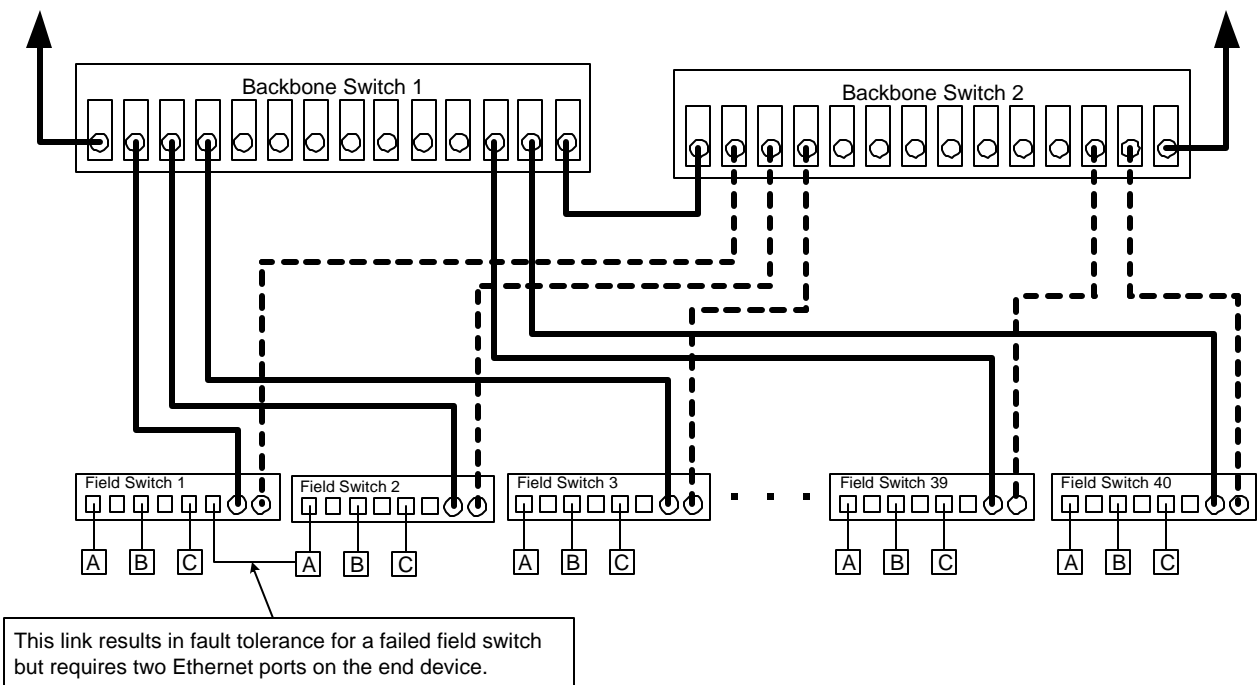 Backbone Switch 1
Backbone Switch 2
Field Switch 1
Field Switch 2
Field Switch 3
Field Switch 39
Field Switch 40
A B C
A B C
A B C
A B C
A B C
This link results in fault tolerance for a failed field switch
but requires two Ethernet ports on the end device.